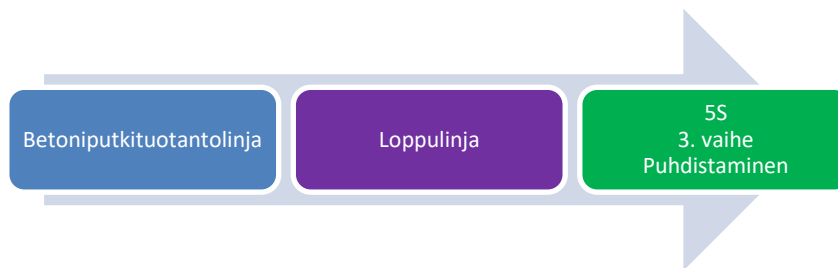 Betoniputkituotantolinja
Loppulinja
5S
3. vaihe
Puhdistaminen